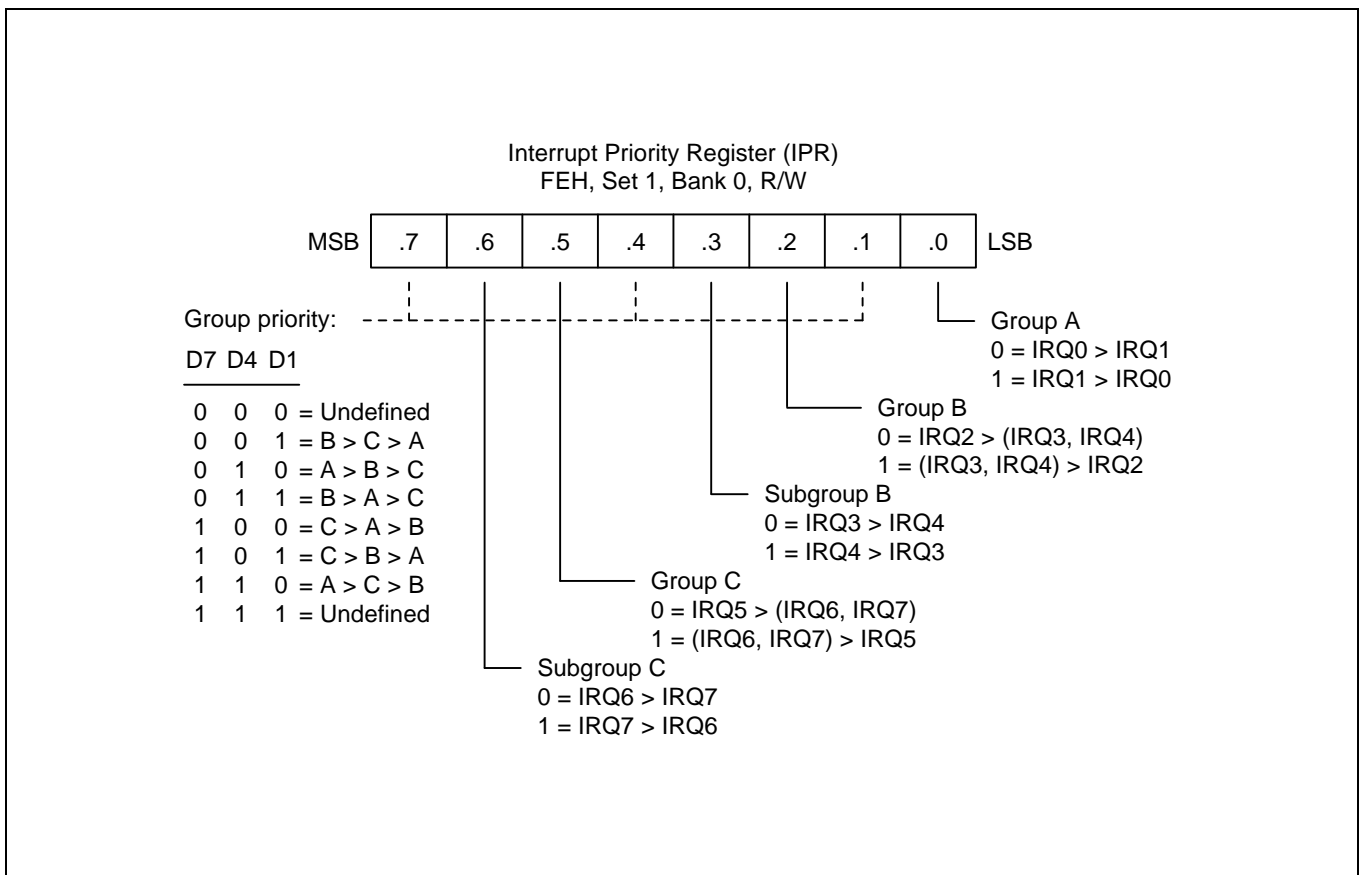 Interrupt Priority Register (IPR)
FEH, Set 1, Bank 0, R/W
MSB .7 .6 .5 .4 .3 .2 .1 .0 LSB
Group priority:
D7 D4 D1
0 0 0 = Undefined
0 0 1 = B > C > A
0 1 0 = A > B > C
0 1 1 = B > A > C
1 0 0 = C > A > B
1 0 1 = C > B > A
1 1 0 = A > C > B
1 1 1 = Undefined
Group A
0 = IRQ0 > IRQ1
1 = IRQ1 > IRQ0
Group B
0 = IRQ2 > (IRQ3, IRQ4)
1 = (IRQ3, IRQ4) > IRQ2
Subgroup B
0 = IRQ3 > IRQ4
1 = IRQ4 > IRQ3
Group C
0 = IRQ5 > (IRQ6, IRQ7)
1 = (IRQ6, IRQ7) > IRQ5
Subgroup C
0 = IRQ6 > IRQ7
1 = IRQ7 > IRQ6